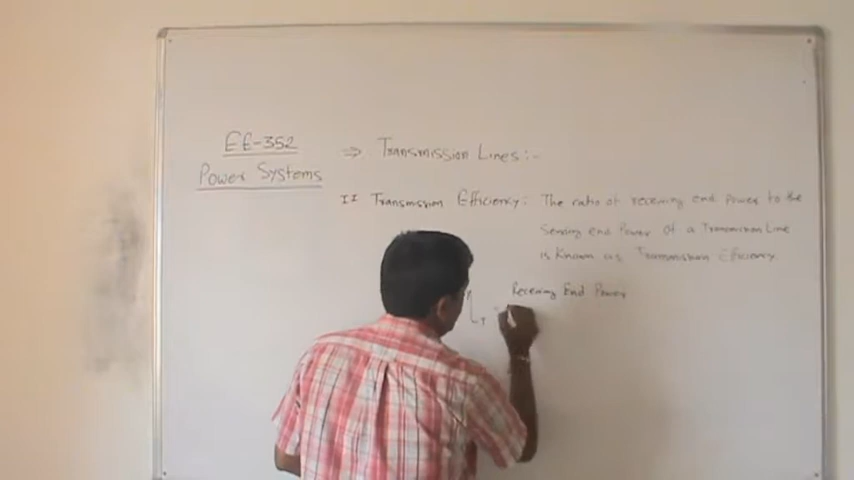 EE-352
Power Systems
⇒ Transmission Lines:-
II Transmission Efficiency: The ratio of receiving end Power to the
Sending end Power of a Transmission Line
is Known as Transmission Efficiency.
Receiving End Power